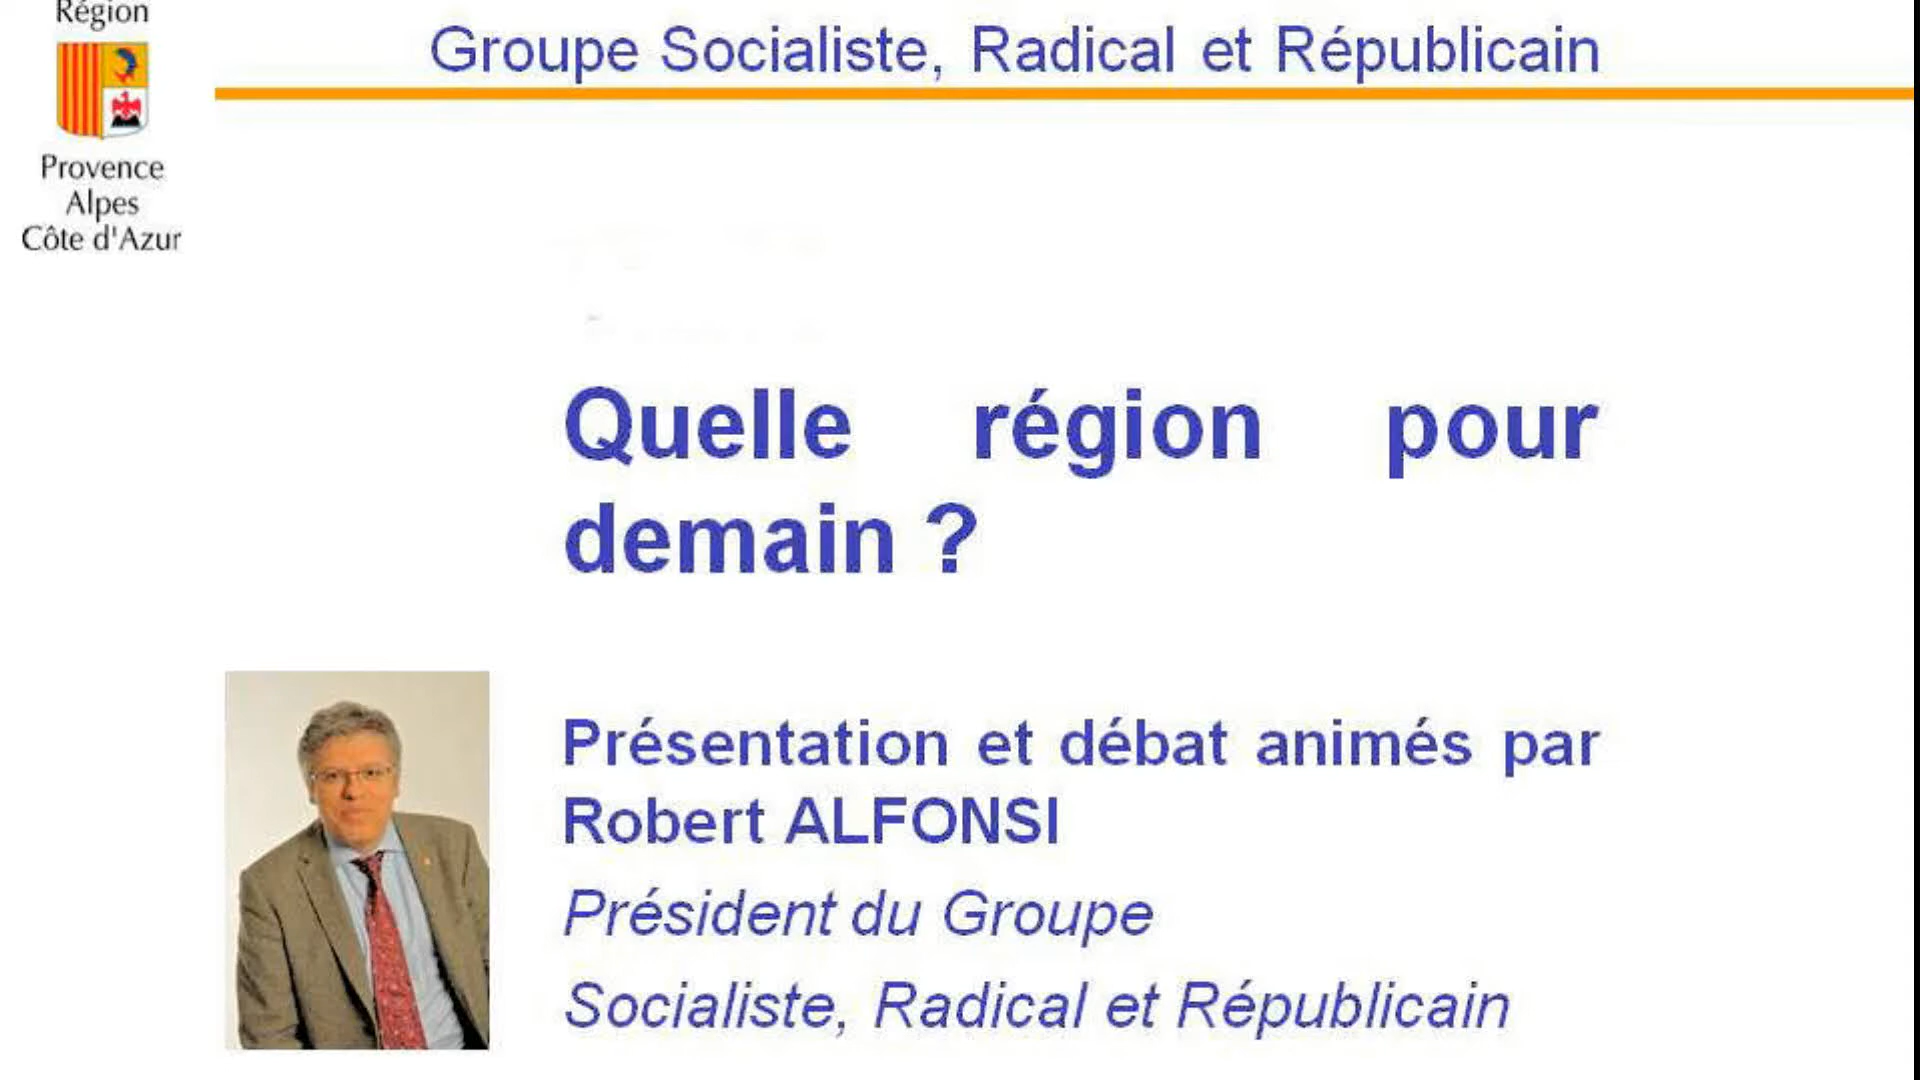 Région
Provence
Alpes
Côte d'Azur
Groupe Socialiste, Radical et Républicain
Quelle région pour
demain ?
Présentation et débat animés par
Robert ALFONSI
Président du Groupe
Socialiste, Radical et Républicain